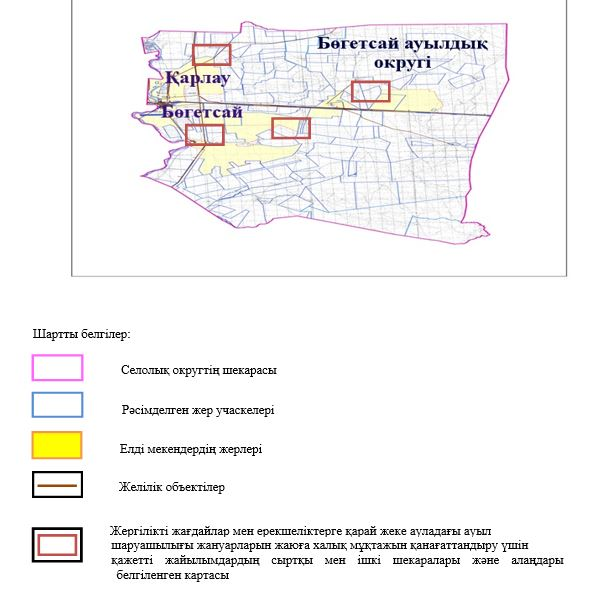 Бөгетсай ауылдық
округі
Қарлау
Бөгетсай
Шартты белгілер:
Селолық округтің шекарасы
Рәсімделген жер учаскелері
Елді мекендердің жерлері
Желілік объектілер
Жергілікті жағдайлар мен ерекшеліктерге қарай жеке ауладағы ауыл
шаруашылығы жануарларын жаюға халық мұқтажын қанағаттандыру үшін
қажетті жайылымдардың сыртқы мен ішкі шекаралары және алаңдары
белгіленген картасы